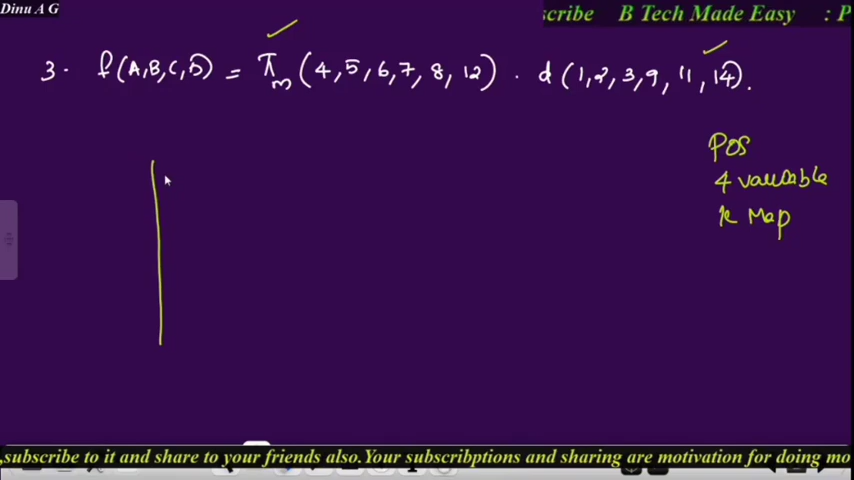 Dinu A G
cribe B Tech Made Easy : P
3. f(A,B,C,D) = πm (4,5,6,7,8,12) . d(1,2,3,9,11,14).
POS
4 variable
k Map
,subscribe to it and share to your friends also.Your subscribptions and sharing are motivation for doing mo